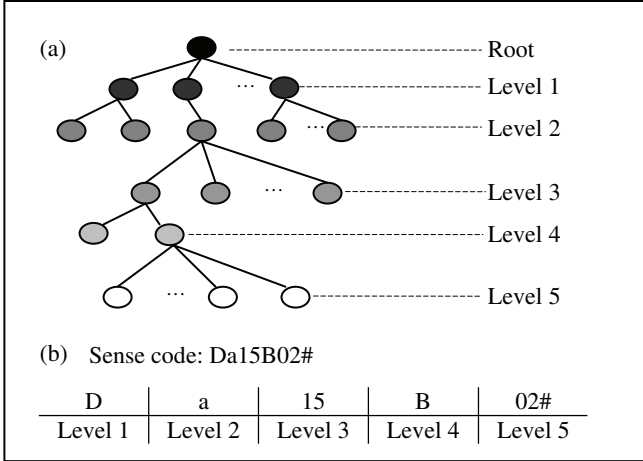 (a) Root
... Level 1
... Level 2
... Level 3
Level 4
... Level 5
(b) Sense code: Da15B02#
D a 15 B 02#
Level 1 Level 2 Level 3 Level 4 Level 5